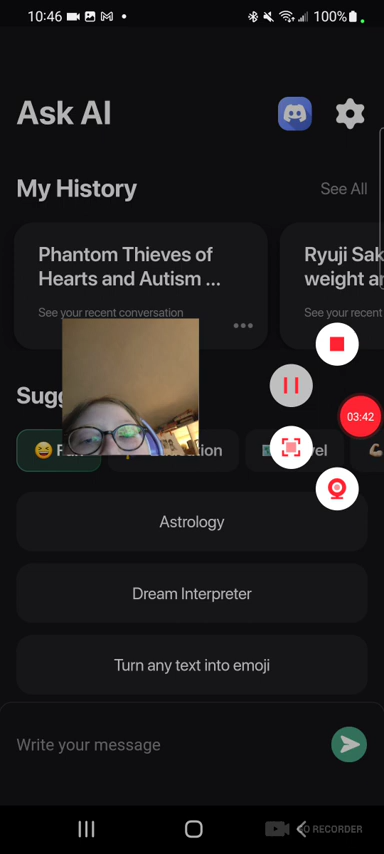 10:46
100%
Ask AI
My History
See All
Phantom Thieves of
Hearts and Autism ...
See your recent conversation
Ryuji Sak
weight a
See your recent
03:42
Astrology
Dream Interpreter
Turn any text into emoji
Write your message
RECORDER